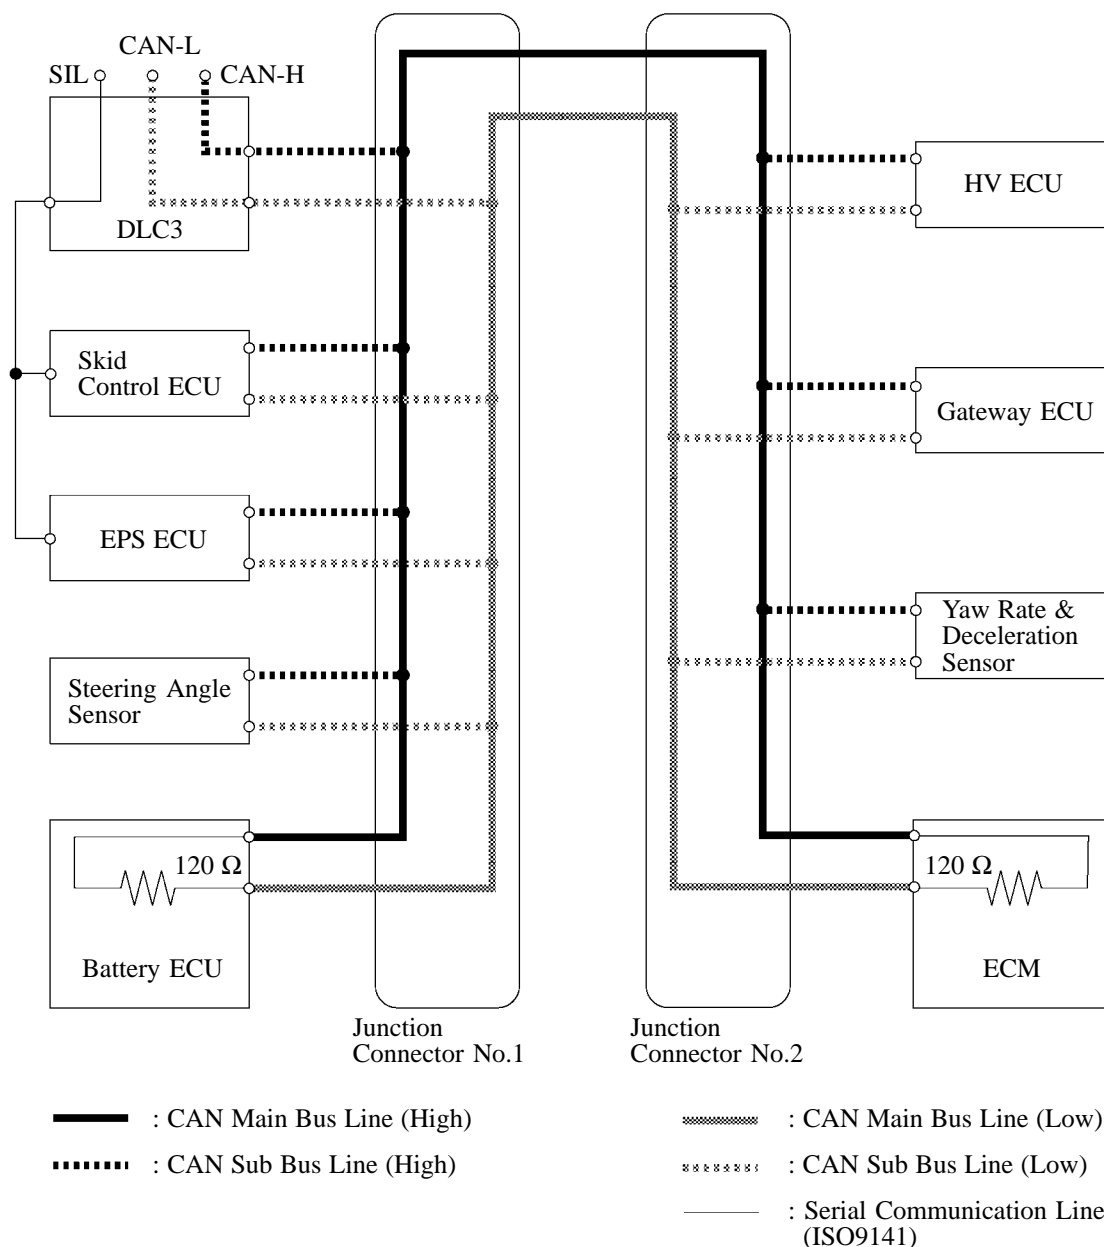 CAN-L
SIL
CAN-H
DLC3
HV ECU
Skid
Control ECU
Gateway ECU
EPS ECU
Yaw Rate &
Deceleration
Sensor
Steering Angle
Sensor
120 Ω
Battery ECU
120 Ω
ECM
Junction
Connector No.1
Junction
Connector No.2
: CAN Main Bus Line (High)
: CAN Main Bus Line (Low)
: CAN Sub Bus Line (High)
: CAN Sub Bus Line (Low)
: Serial Communication Line
(ISO9141)